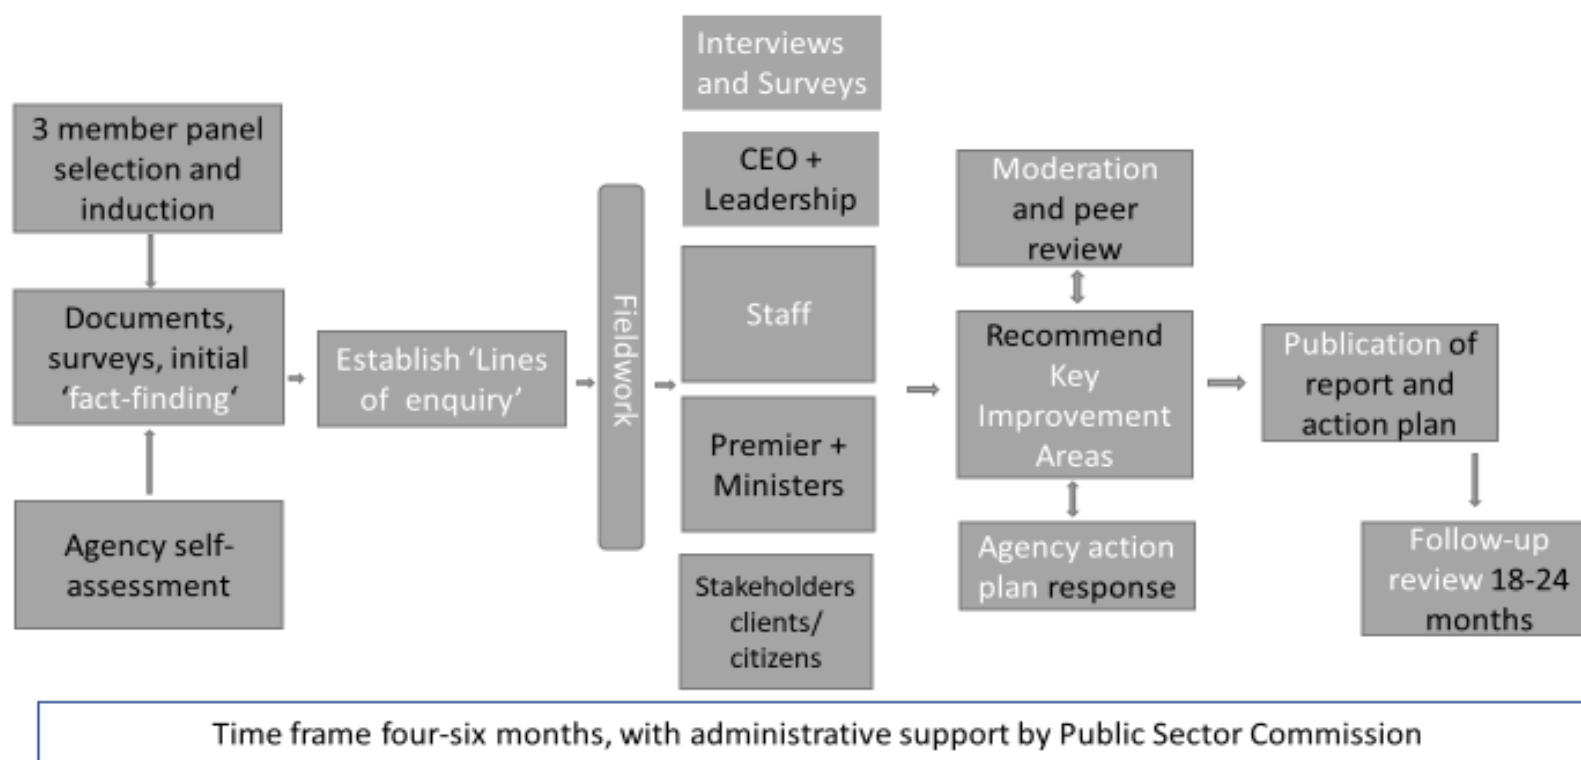 3 member panel
selection and
induction
Documents,
surveys, initial
‘fact-finding‘
Agency self-
assessment
Establish ‘Lines
of enquiry’
Fieldwork
Interviews
and Surveys
CEO +
Leadership
Staff
Premier +
Ministers
Stakeholders
clients/
citizens
Moderation
and peer
review
Recommend
Key
Improvement
Areas
Agency action
plan response
Publication of
report and
action plan
Follow-up
review 18-24
months
Time frame four-six months, with administrative support by Public Sector Commission